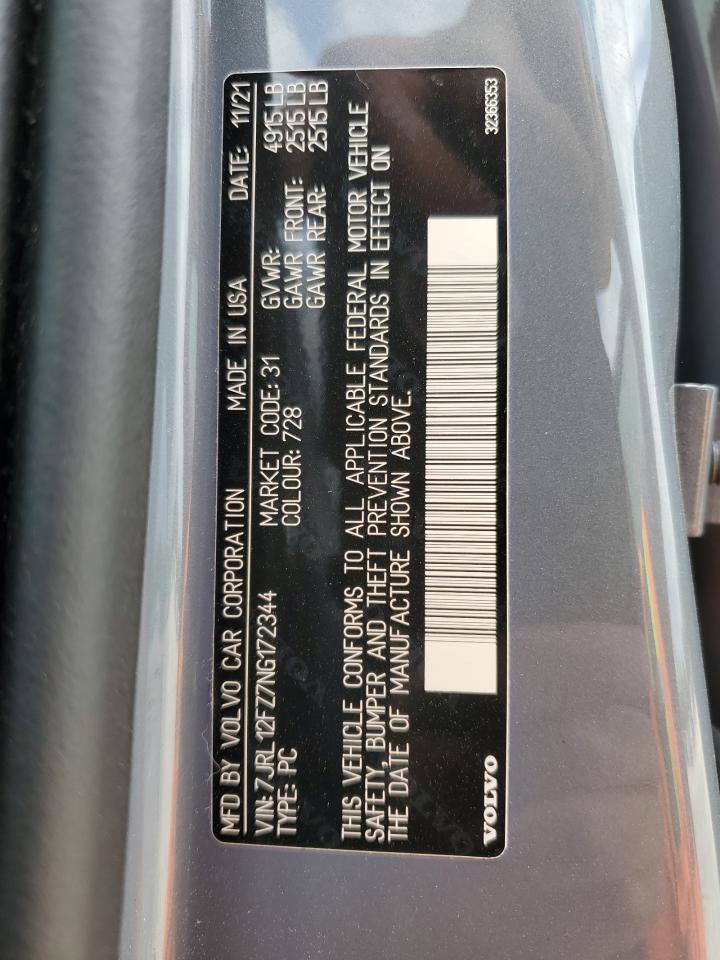 MFD BY VOLVO CAR CORPORATION MADE IN USA DATE: 11/21
VIN: 7JRL12FZ7NG172344 MARKET CODE: 31 GVWR: 4915 LB
TYPE: PC COLOUR: 728 GAWR FRONT: 2515 LB
GAWR REAR: 2515 LB
THIS VEHICLE CONFORMS TO ALL APPLICABLE FEDERAL MOTOR VEHICLE
SAFETY, BUMPER AND THEFT PREVENTION STANDARDS IN EFFECT ON
THE DATE OF MANUFACTURE SHOWN ABOVE.
VOLVO 32366353